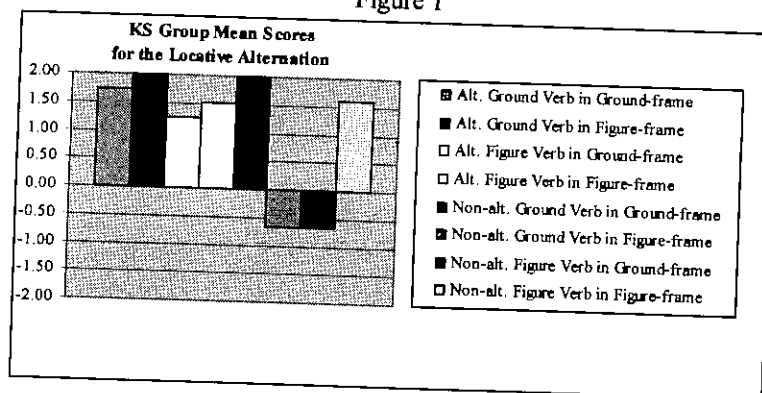 Figure 1
KS Group Mean Scores
for the Locative Alternation
2.00
1.50
1.00
0.50
0.00
-0.50
-1.00
-1.50
-2.00
Alt. Ground Verb in Ground-frame
Alt. Ground Verb in Figure-frame
Alt. Figure Verb in Ground-frame
Alt. Figure Verb in Figure-frame
Non-alt. Ground Verb in Ground-frame
Non-alt. Ground Verb in Figure-frame
Non-alt. Figure Verb in Ground-frame
Non-alt. Figure Verb in Figure-frame